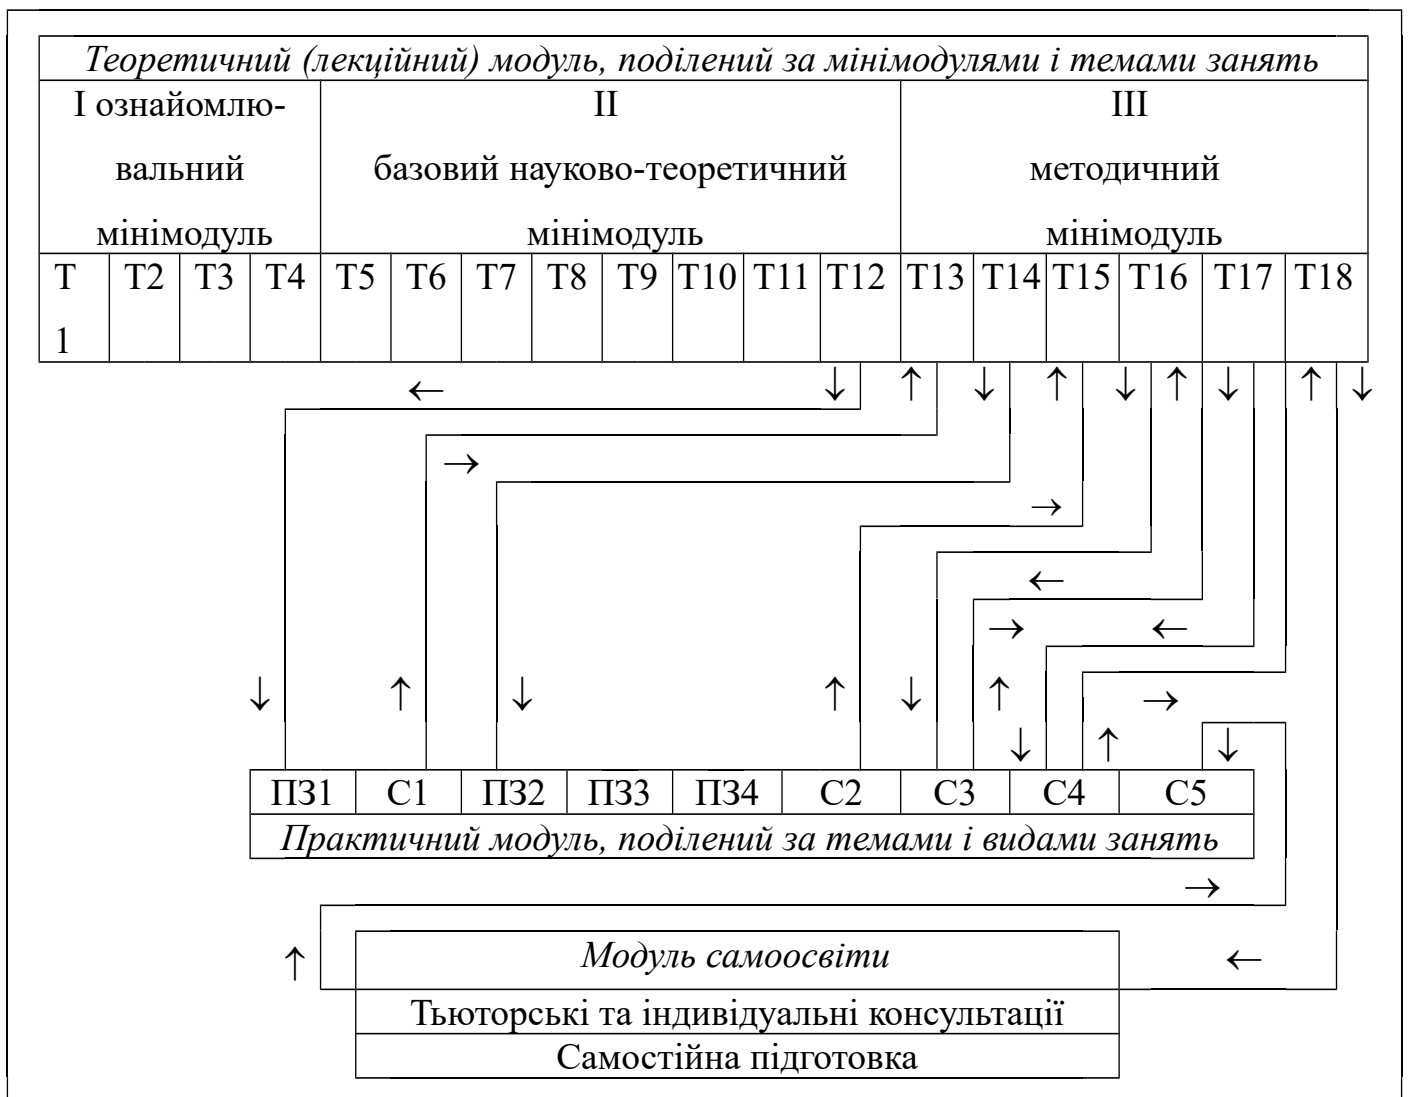 Теоретичний (лекційний) модуль, поділений за мінімодулями і темами занять
І ознайомлю-
вальний
мінімодуль
ІІ
базовий науково-теоретичний
мінімодуль
ІІІ
методичний
мінімодуль
Т
1
Т2
Т3
Т4
Т5
Т6
Т7
Т8
Т9
Т10
Т11
Т12
Т13
Т14
Т15
Т16
Т17
Т18
ПЗ1
С1
ПЗ2
ПЗ3
ПЗ4
С2
С3
С4
С5
Практичний модуль, поділений за темами і видами занять
Модуль самоосвіти
Тьюторські та індивідуальні консультації
Самостійна підготовка